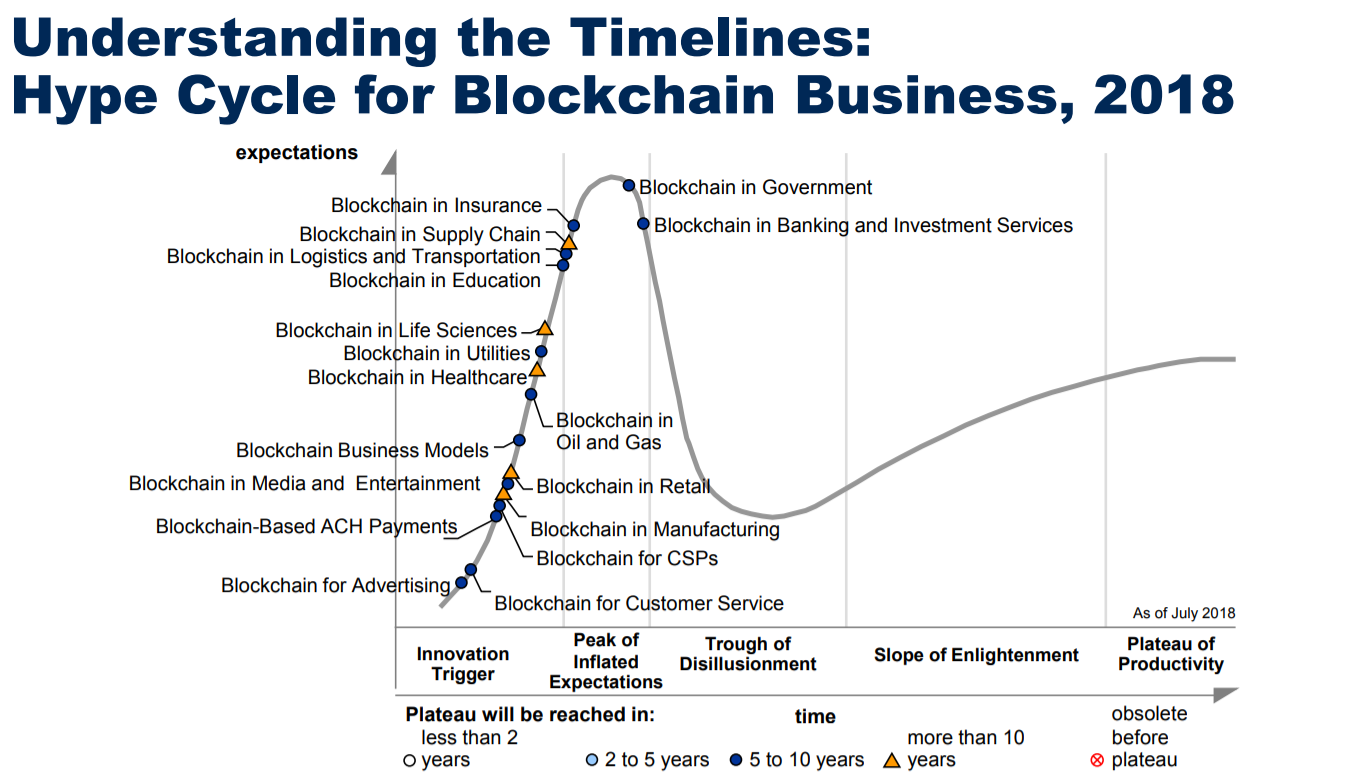 Understanding the Timelines:
Hype Cycle for Blockchain Business, 2018
expectations
Blockchain in Government
Blockchain in Insurance
Blockchain in Banking and Investment Services
Blockchain in Supply Chain
Blockchain in Logistics and Transportation
Blockchain in Education
Blockchain in Life Sciences
Blockchain in Utilities
Blockchain in Healthcare
Blockchain in
Oil and Gas
Blockchain Business Models
Blockchain in Media and Entertainment
Blockchain in Retail
Blockchain-Based ACH Payments
Blockchain in Manufacturing
Blockchain for CSPs
Blockchain for Advertising
Blockchain for Customer Service
As of July 2018
Innovation
Trigger
Peak of
Inflated
Expectations
Trough of
Disillusionment
Slope of Enlightenment
Plateau of
Productivity
Plateau will be reached in:
time
less than 2
years
2 to 5 years
5 to 10 years
more than 10
years
obsolete
before
plateau